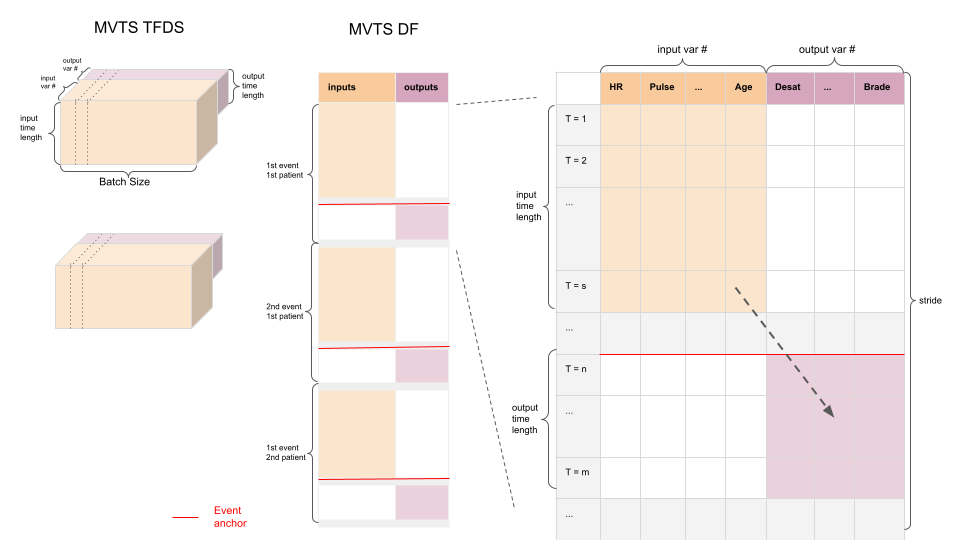 MVTS TFDS
output
var #
input
var #
output
time
length
input
time
length
Batch Size
MVTS DF
inputs outputs
1st event
1st patient
2nd event
1st patient
1st event
2nd patient
Event
anchor
input var # output var #
HR Pulse ... Age Desat ... Brade
T = 1
T = 2
...
T = s
...
T = n
...
T = m
...
input
time
length
output
time
length
stride